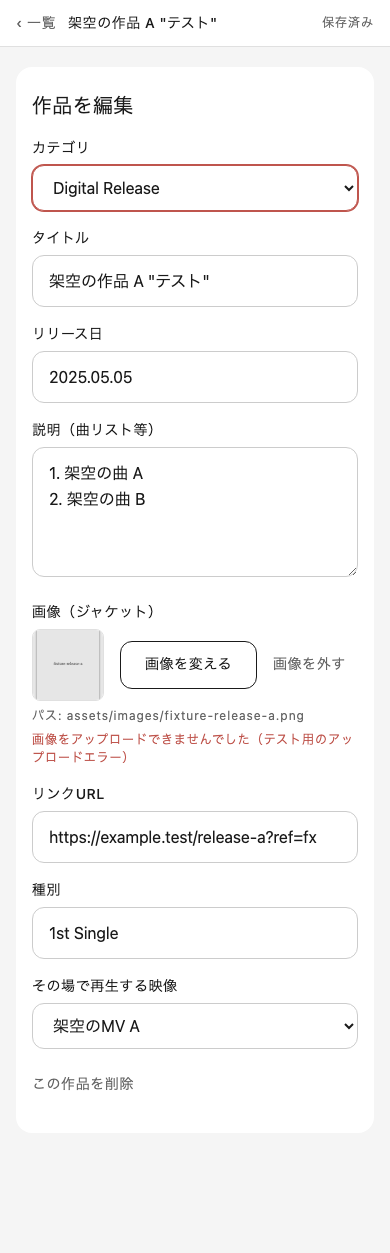 ‹ 一覧 架空の作品 A "テスト" 保存済み
作品を編集
カテゴリ
Digital Release
タイトル
架空の作品 A "テスト"
リリース日
2025.05.05
説明（曲リスト等）
1. 架空の曲 A
2. 架空の曲 B
画像（ジャケット）
fixture-release-a
画像を変える 画像を外す
パス: assets/images/fixture-release-a.png
画像をアップロードできませんでした（テスト用のアッ
プロードエラー）
リンクURL
https://example.test/release-a?ref=fx
種別
1st Single
その場で再生する映像
架空のMV A
この作品を削除